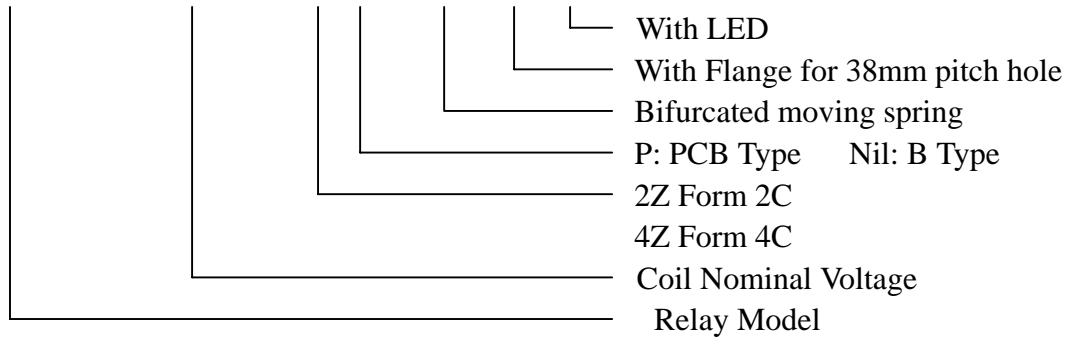 With LED
With Flange for 38mm pitch hole
Bifurcated moving spring
P: PCB Type Nil: B Type
2Z Form 2C
4Z Form 4C
Coil Nominal Voltage
Relay Model